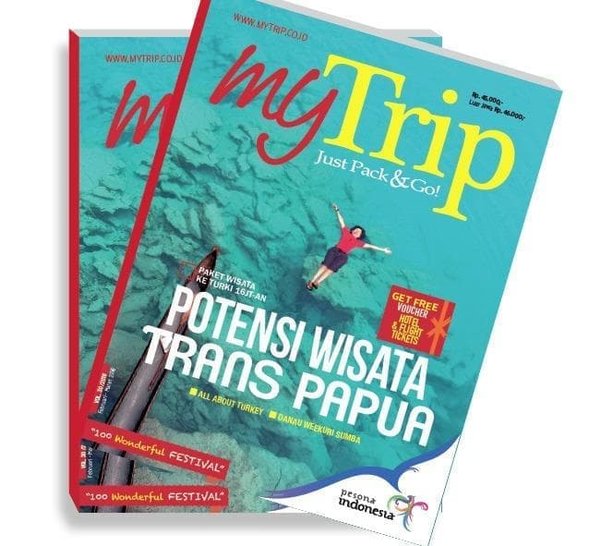 WWW.MYTRIP.CO.ID
m
"100 Wonderful FESTIVAL"
WWW.MYTRIP.CO.ID
my Trip
Just Pack & Go!
Rp. 45.000,-
Luar Jawa Rp. 46.000,-
PAKET WISATA
KE TURKI 16JT-AN
GET FREE
VOUCHER
HOTEL
& FLIGHT
TICKETS
POTENSI WISATA
TRANS PAPUA
ALL ABOUT TURKEY
DANAU WEEKURI SUMBA
"100 Wonderful FESTIVAL"
pesona
indonesia